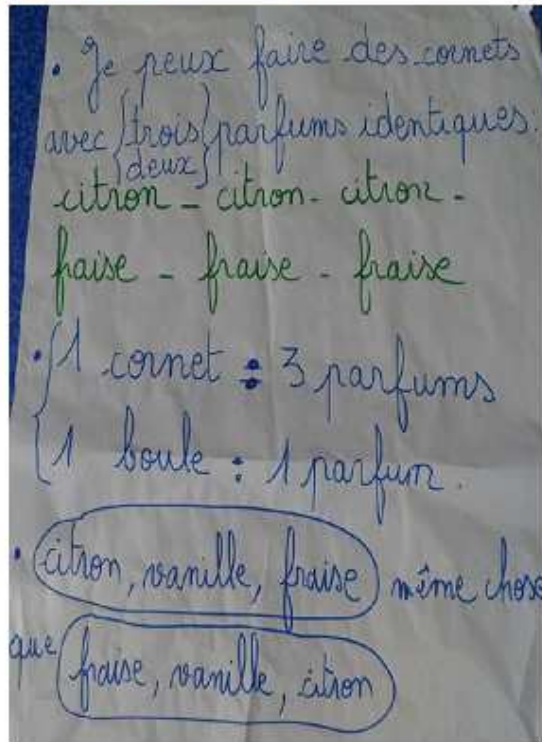 • Je peux faire des cornets
avec {trois} parfums identiques.
{deux}
citron - citron - citron -
fraise - fraise - fraise
• { 1 cornet : 3 parfums
1 boule : 1 parfum.
• citron, vanille, fraise même chose
que fraise, vanille, citron